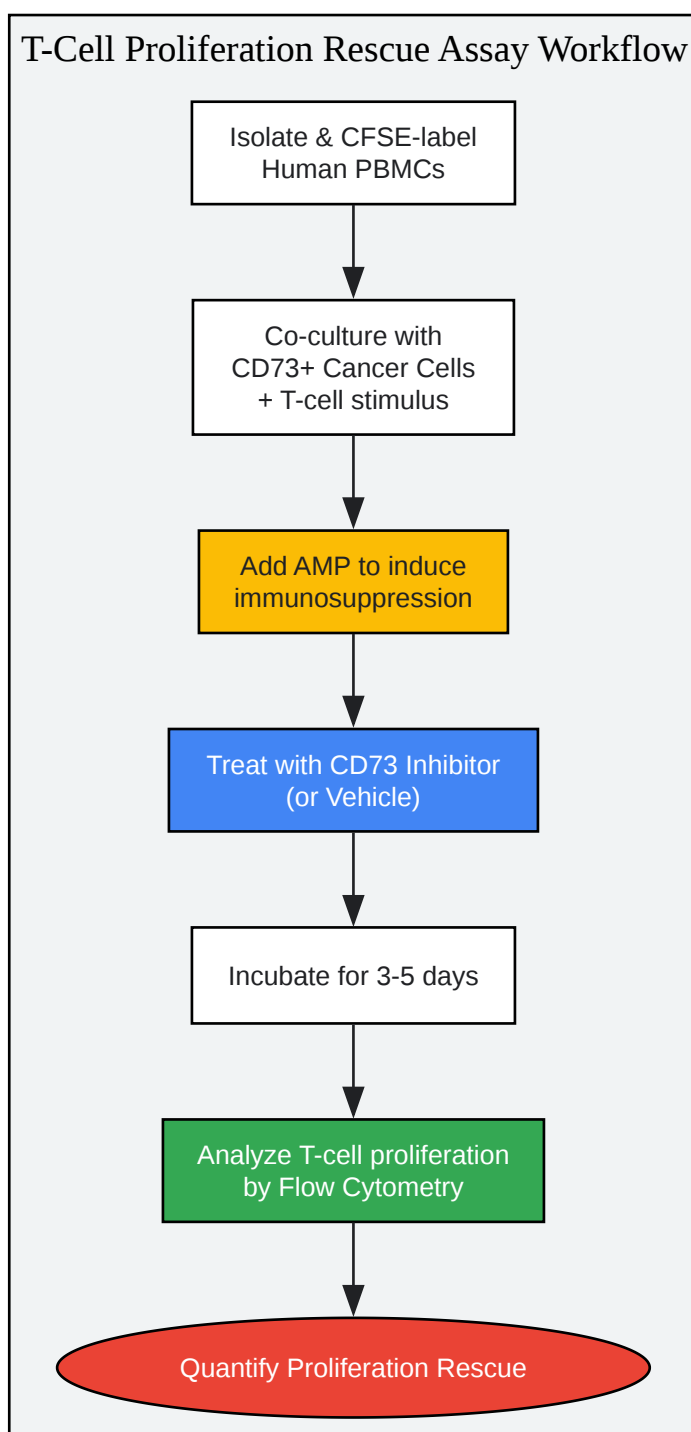 T-Cell Proliferation Rescue Assay Workflow
Isolate & CFSE-label
Human PBMCs
Co-culture with
CD73+ Cancer Cells
+ T-cell stimulus
Add AMP to induce
immunosuppression
Treat with CD73 Inhibitor
(or Vehicle)
Incubate for 3-5 days
Analyze T-cell proliferation
by Flow Cytometry
Quantify Proliferation Rescue